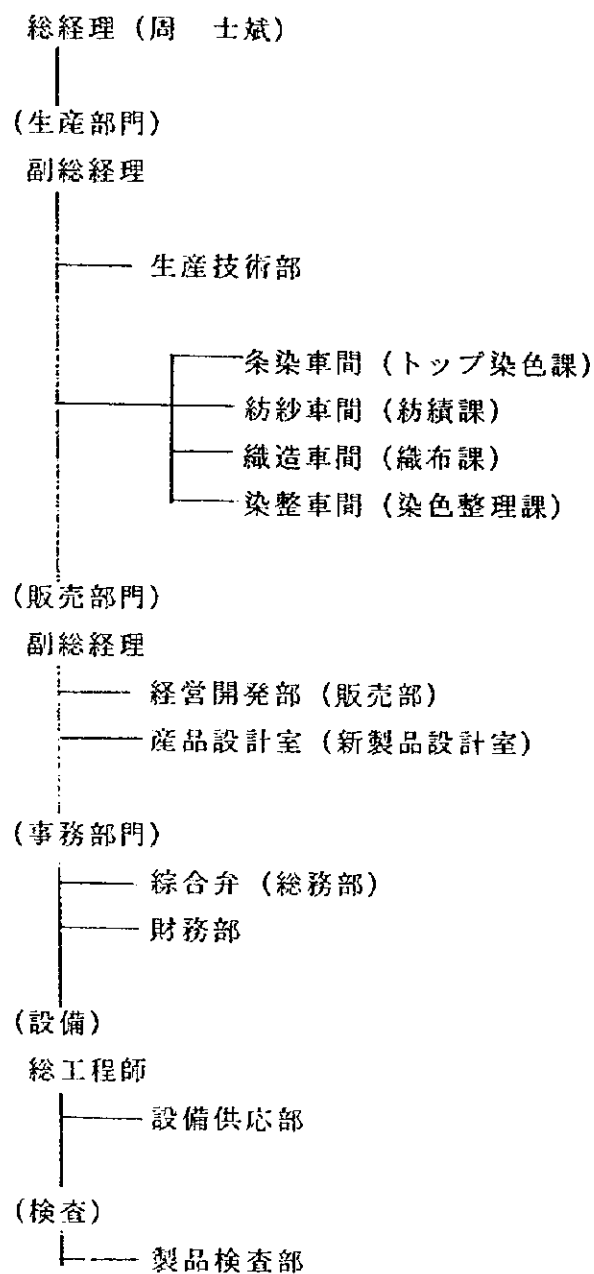 総経理（周　士斌）
（生産部門）
副総経理
生産技術部
条染車間（トップ染色課）
紡紗車間（紡績課）
織造車間（織布課）
染整車間（染色整理課）
（販売部門）
副総経理
経営開発部（販売部）
産品設計室（新製品設計室）
（事務部門）
綜合弁（総務部）
財務部
（設備）
総工程師
設備供応部
（検査）
製品検査部